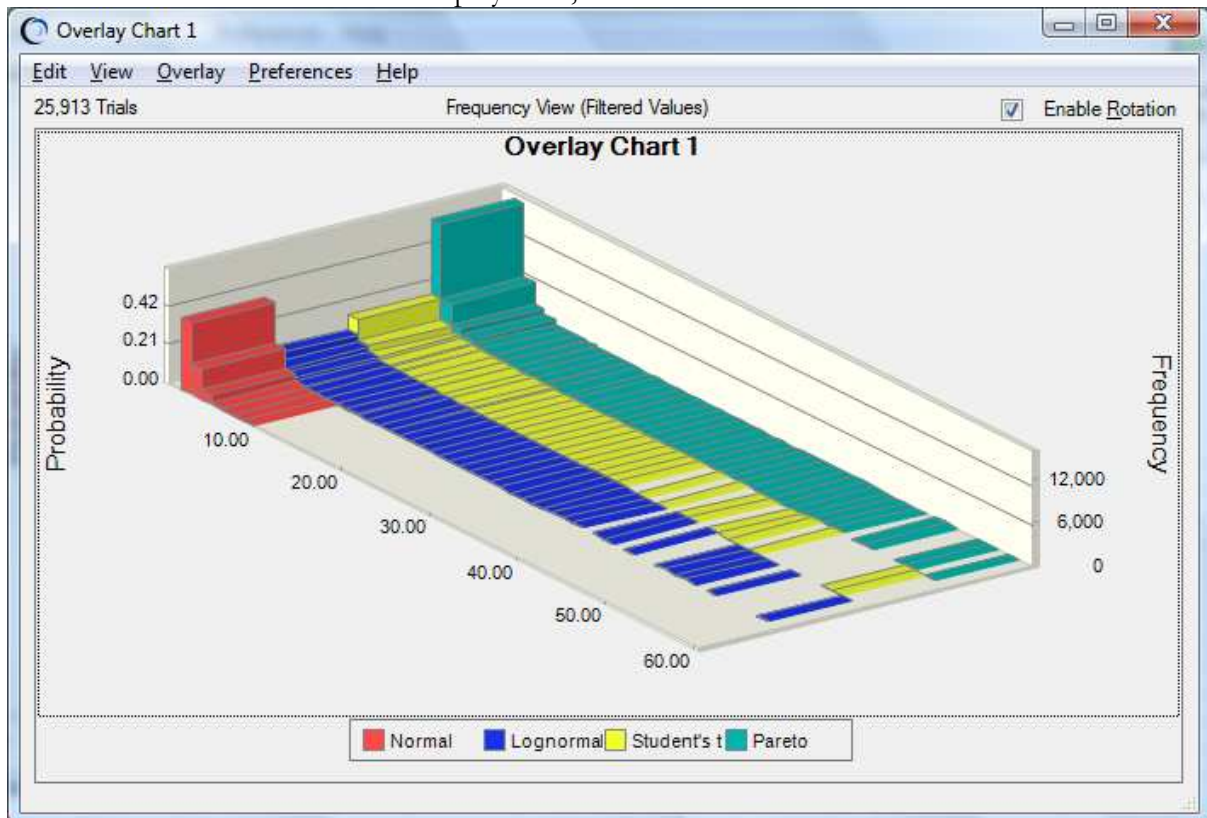 Overlay Chart 1
Edit View Overlay Preferences Help
25,913 Trials Frequency View (Filtered Values) Enable Rotation
Overlay Chart 1
0.42
0.21
0.00
Probability
10.00
20.00
30.00
40.00
50.00
60.00
12,000
6,000
0
Frequency
Normal Lognormal Student's t Pareto